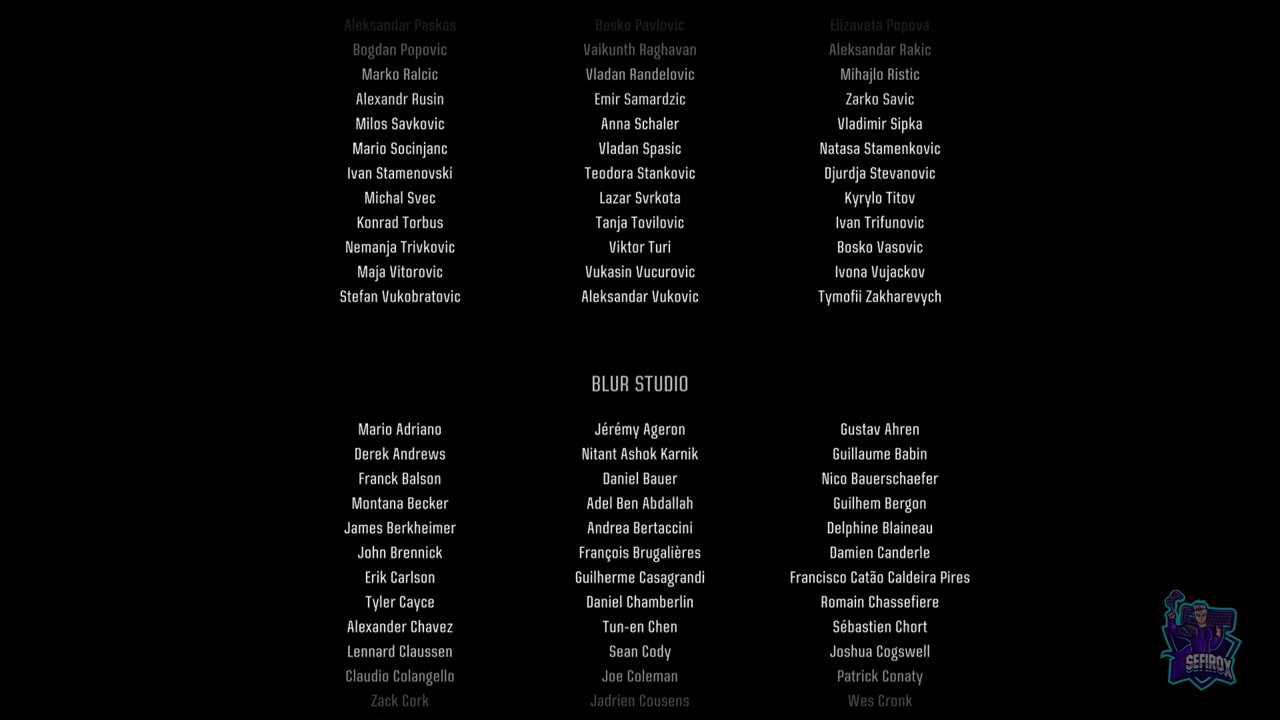 Aleksandar Paskas Bosko Pavlovic Elizaveta Popova
Bogdan Popovic Vaikunth Raghavan Aleksandar Rakic
Marko Ralcic Vladan Randelovic Mihajlo Ristic
Alexandr Rusin Emir Samardzic Zarko Savic
Milos Savkovic Anna Schaler Vladimir Sipka
Mario Socinjanc Vladan Spasic Natasa Stamenkovic
Ivan Stamenovski Teodora Stankovic Djurdja Stevanovic
Michal Svec Lazar Svrkota Kyrylo Titov
Konrad Torbus Tanja Tovilovic Ivan Trifunovic
Nemanja Trivkovic Viktor Turi Bosko Vasovic
Maja Vitorovic Vukasin Vucurovic Ivona Vujackov
Stefan Vukobratovic Aleksandar Vukovic Tymofii Zakharevych
BLUR STUDIO
Mario Adriano Jérémy Ageron Gustav Ahren
Derek Andrews Nitant Ashok Karnik Guillaume Babin
Franck Balson Daniel Bauer Nico Bauerschaefer
Montana Becker Adel Ben Abdallah Guilhem Bergon
James Berkheimer Andrea Bertaccini Delphine Blaineau
John Brennick François Brugalières Damien Canderle
Erik Carlson Guilherme Casagrandi Francisco Catão Caldeira Pires
Tyler Cayce Daniel Chamberlin Romain Chassefiere
Alexander Chavez Tun-en Chen Sébastien Chort
Lennard Claussen Sean Cody Joshua Cogswell
Claudio Colangello Joe Coleman Patrick Conaty
Zack Cork Jadrien Cousens Wes Cronk
SEFIROX